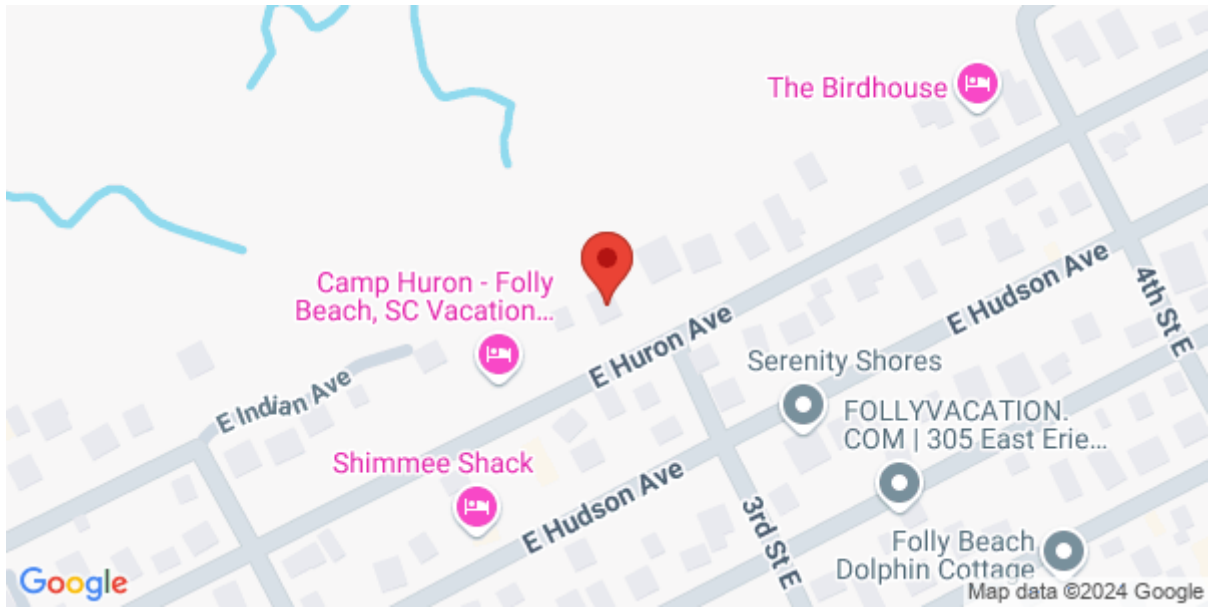 The Birdhouse
Camp Huron - Folly
Beach, SC Vacation...
E Huron Ave
E Hudson Ave
4th St E
E Indian Ave
Serenity Shores
FOLLYVACATION.
COM | 305 East Erie...
Shimmee Shack
E Hudson Ave
3rd St E
Folly Beach
Dolphin Cottage
Google
Map data ©2024 Google